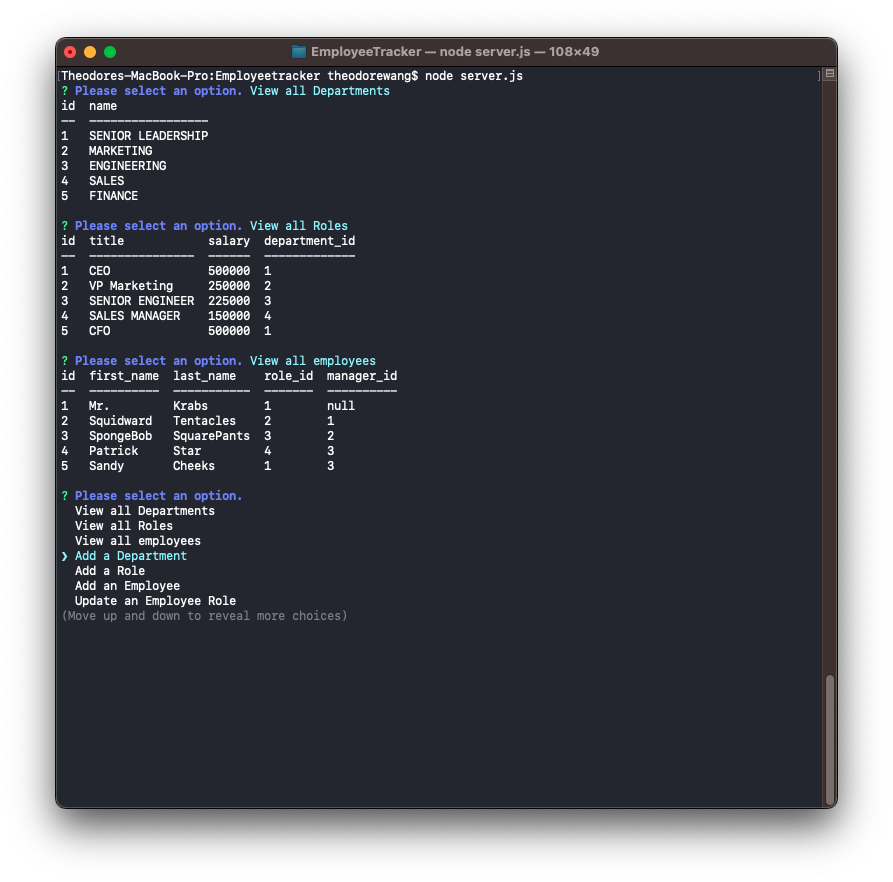 EmployeeTracker — node server.js — 108×49
[Theodores-MacBook-Pro:Employeetracker theodorewang$ node server.js ]
? Please select an option. View all Departments
id  name
--  -----------------
1   SENIOR LEADERSHIP
2   MARKETING
3   ENGINEERING
4   SALES
5   FINANCE
? Please select an option. View all Roles
id  title            salary  department_id
--  ---------------  ------  -------------
1   CEO              500000  1
2   VP Marketing     250000  2
3   SENIOR ENGINEER  225000  3
4   SALES MANAGER    150000  4
5   CFO              500000  1
? Please select an option. View all employees
id  first_name  last_name    role_id  manager_id
--  ----------  -----------  -------  ----------
1   Mr.         Krabs        1        null
2   Squidward   Tentacles    2        1
3   SpongeBob   SquarePants  3        2
4   Patrick     Star         4        3
5   Sandy       Cheeks       1        3
? Please select an option.
  View all Departments
  View all Roles
  View all employees
❯ Add a Department
  Add a Role
  Add an Employee
  Update an Employee Role
(Move up and down to reveal more choices)